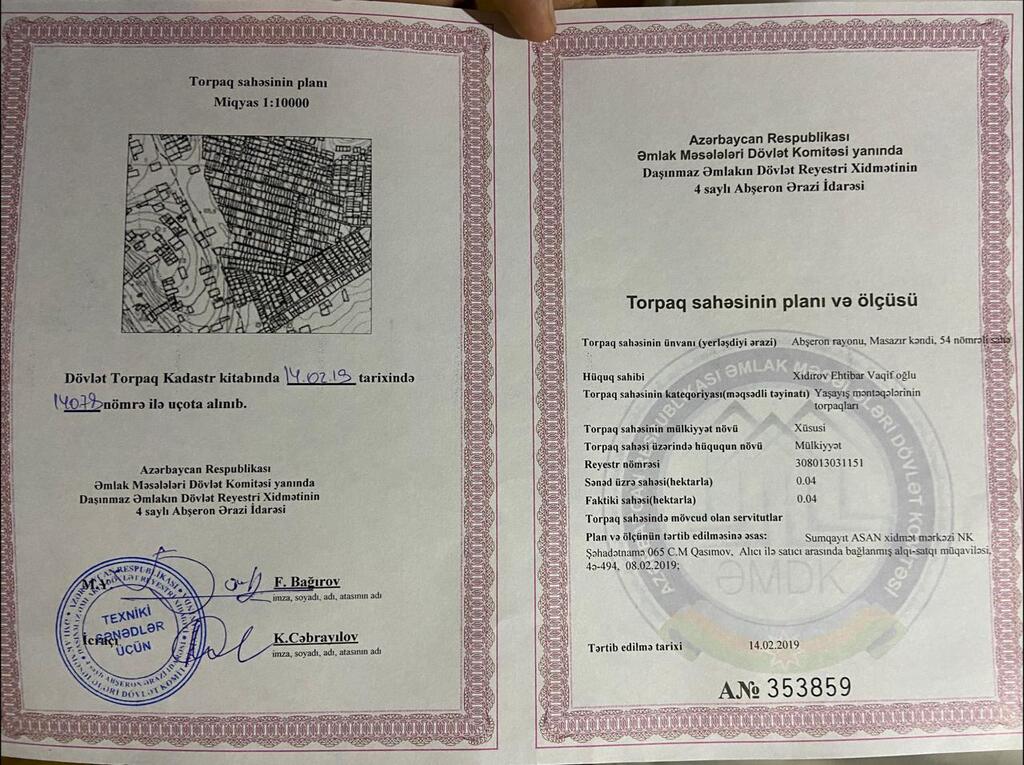 Torpaq sahəsinin planı
Miqyas 1:10000
Dövlət Torpaq Kadastr kitabında 14.02.19 tarixində
14078 nömrə ilə uçota alınıb.
Azərbaycan Respublikası
Əmlak Məsələləri Dövlət Komitəsi yanında
Daşınmaz Əmlakın Dövlət Reyestri Xidmətinin
4 saylı Abşeron Ərazi İdarəsi
M.Y
F. Bağırov
imza, soyadı, adı, atasının adı
İcraçı
K.Cəbrayılov
imza, soyadı, adı, atasının adı
TEXNİKİ
SƏNƏDLƏR
ÜÇÜN
Azərbaycan Respublikası
Əmlak Məsələləri Dövlət Komitəsi yanında
Daşınmaz Əmlakın Dövlət Reyestri Xidmətinin
4 saylı Abşeron Ərazi İdarəsi
Torpaq sahəsinin planı və ölçüsü
Torpaq sahəsinin ünvanı (yerləşdiyi ərazi) Abşeron rayonu, Masazır kəndi, 54 nömrəli sahə
Hüquq sahibi Xıdırov Ehtibar Vaqif oğlu
Torpaq sahəsinin kateqoriyası(məqsədli təyinatı) Yaşayış məntəqələrinin
torpaqları
Torpaq sahəsinin mülkiyyət növü Xüsusi
Torpaq sahəsi üzərində hüququn növü Mülkiyyət
Reyestr nömrəsi 308013031151
Sənəd üzrə sahəsi(hektarla) 0.04
Faktiki sahəsi(hektarla) 0.04
Torpaq sahəsində mövcud olan servitutlar
Plan və ölçünün tərtib edilməsinə əsas: Sumqayıt ASAN xidmət mərkəzi NK
Şəhadətnamə 065 C.M Qasımov, Alıcı ilə satıcı arasında bağlanmış alqı-satqı müqaviləsi,
4ə-494, 08.02.2019;
ƏMDK
Tərtib edilmə tarixi 14.02.2019
A№ 353859